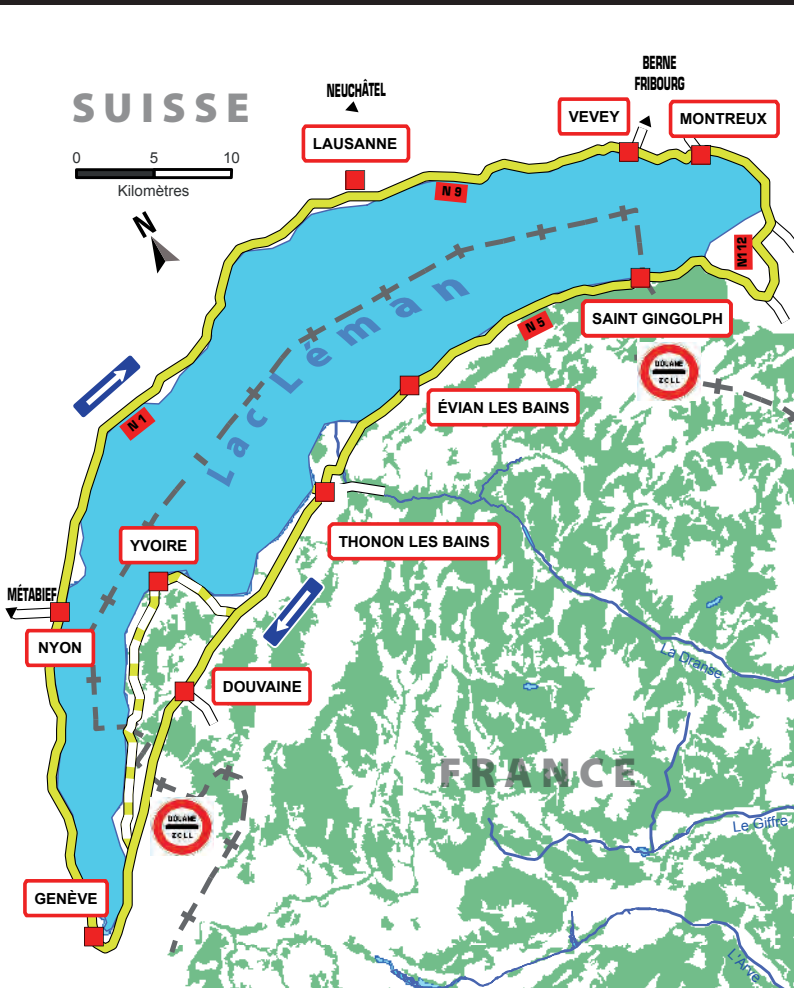 BERNE
FRIBOURG
NEUCHÂTEL
SUISSE
VEVEY
MONTREUX
LAUSANNE
0 5 10
Kilomètres
N
N 9
N112
Lac Léman
SAINT GINGOLPH
N 5
DOUANE
ZOLL
N 1
ÉVIAN LES BAINS
THONON LES BAINS
YVOIRE
MÉTABIEF
NYON
La Dranse
DOUVAINE
FRANCE
DOUANE
ZOLL
Le Giffre
GENÈVE
L'Arve